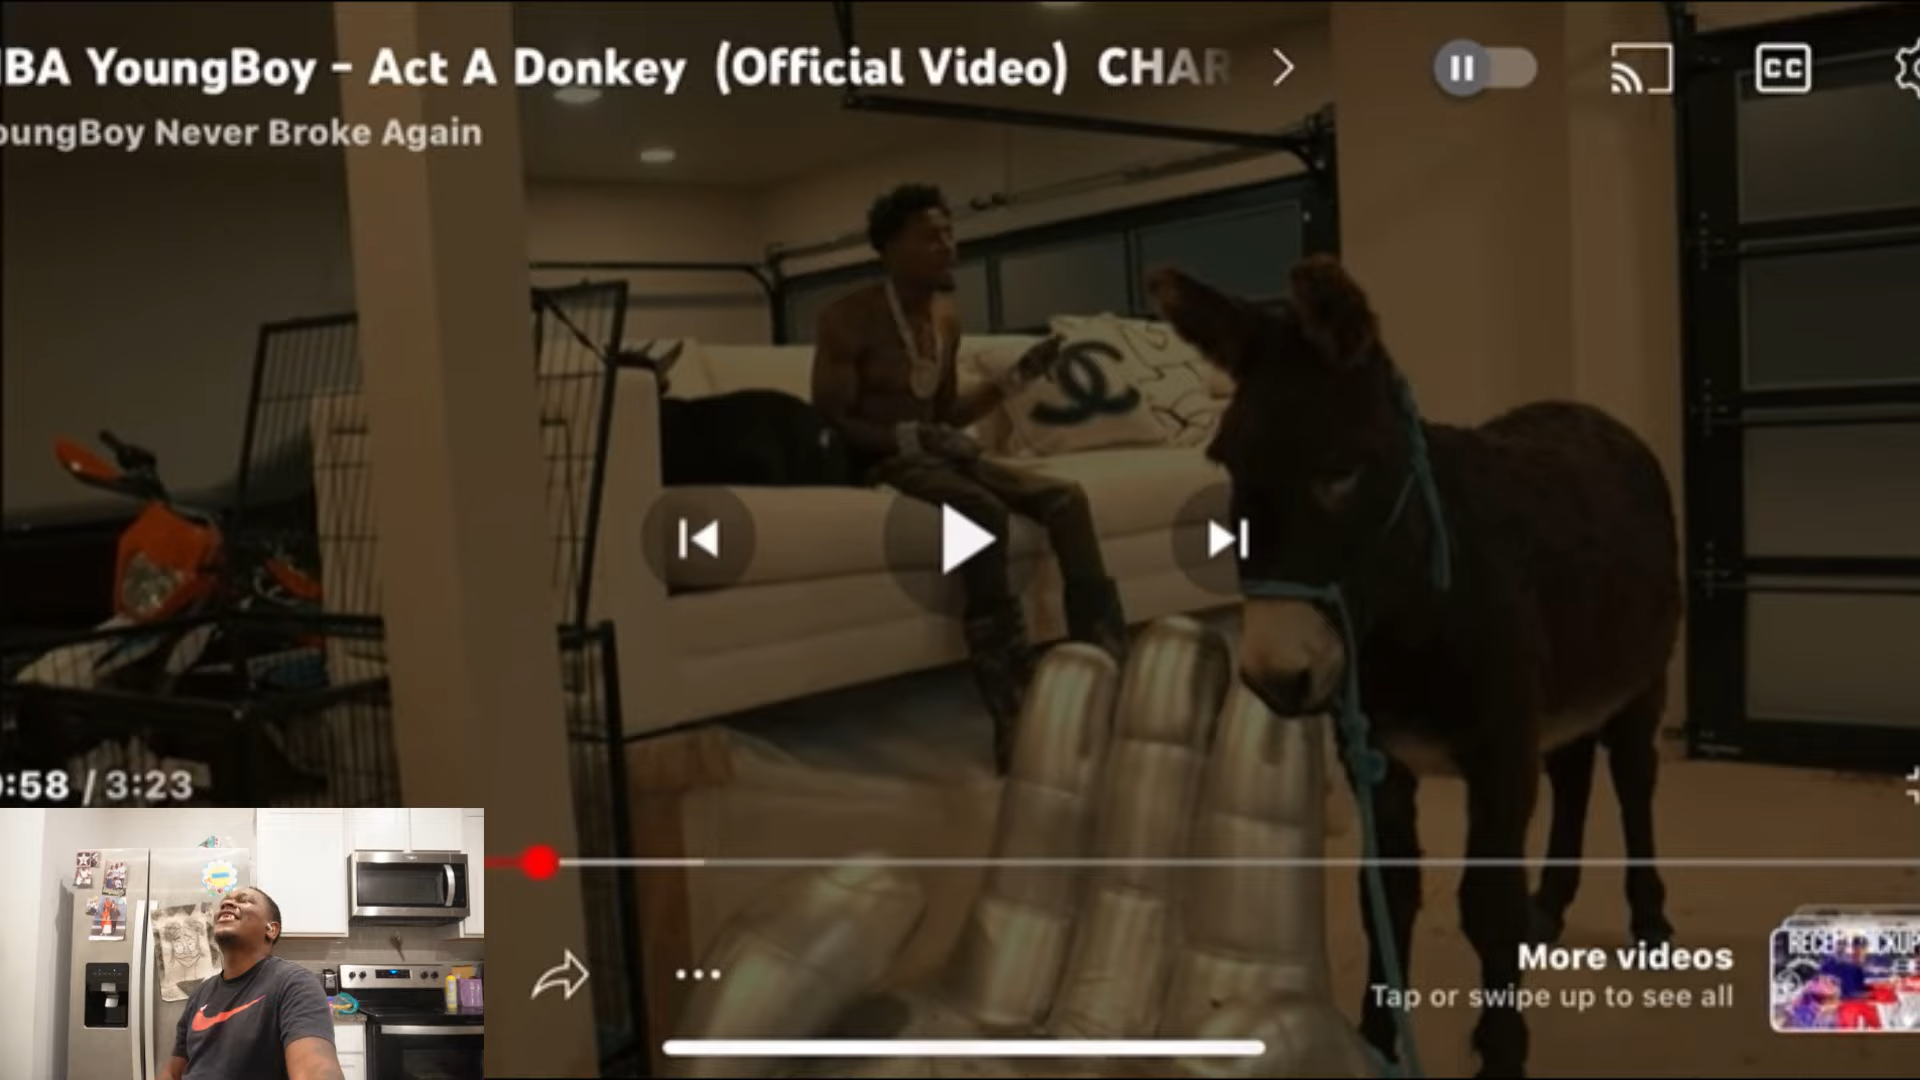 BA YoungBoy - Act A Donkey (Official Video) CHAR
oungBoy Never Broke Again
CC
:58 / 3:23
More videos
Tap or swipe up to see all